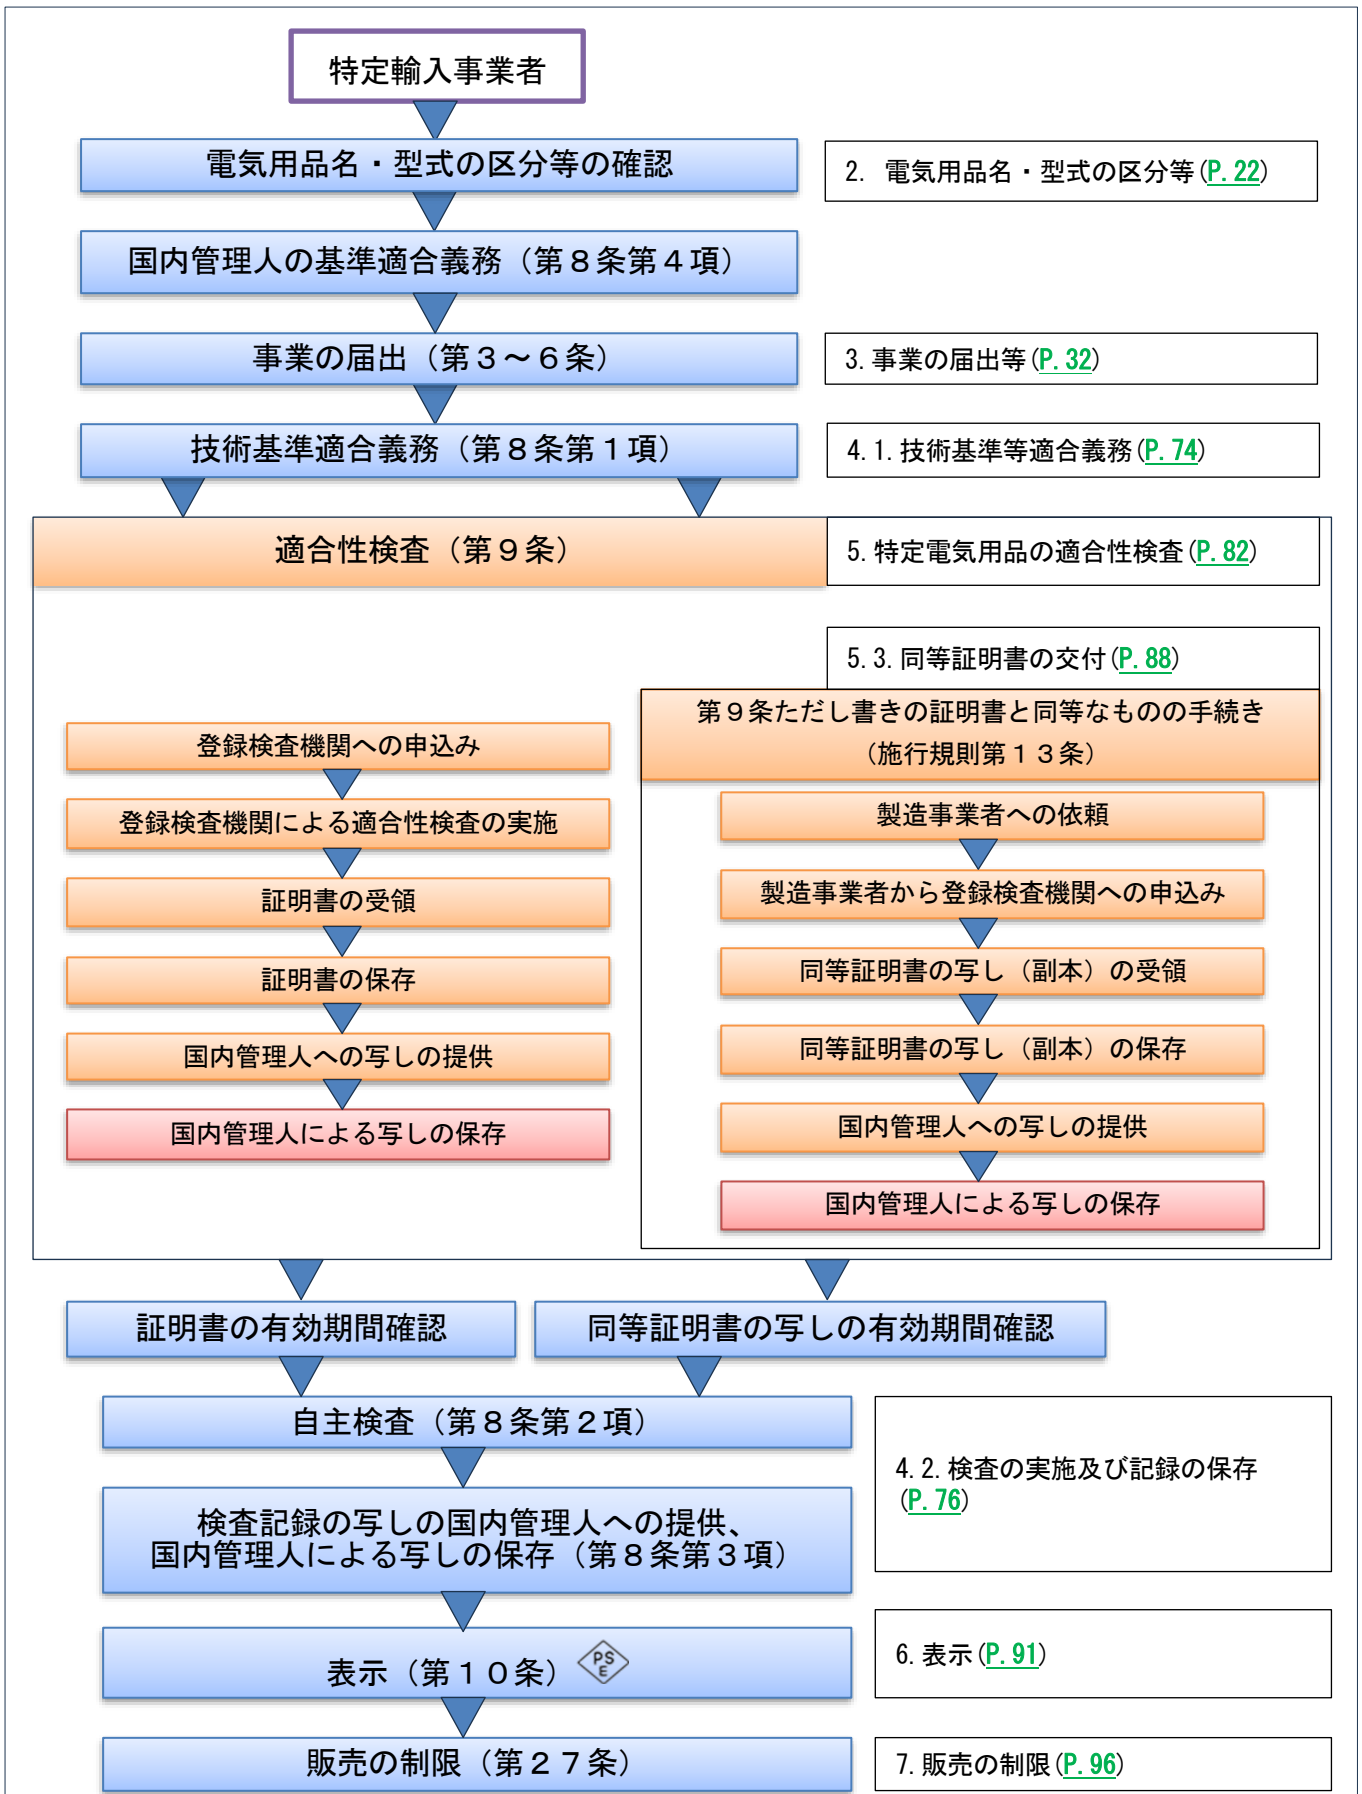 特定輸入事業者
電気用品名・型式の区分等の確認
2. 電気用品名・型式の区分等(P. 22)
国内管理人の基準適合義務（第８条第４項）
事業の届出（第３～６条）
3. 事業の届出等(P. 32)
技術基準適合義務（第８条第１項）
4. 1. 技術基準等適合義務(P. 74)
適合性検査（第９条）
5. 特定電気用品の適合性検査(P. 82)
5. 3. 同等証明書の交付(P. 88)
登録検査機関への申込み
登録検査機関による適合性検査の実施
証明書の受領
証明書の保存
国内管理人への写しの提供
国内管理人による写しの保存
第９条ただし書きの証明書と同等なものの手続き
（施行規則第１３条）
製造事業者への依頼
製造事業者から登録検査機関への申込み
同等証明書の写し（副本）の受領
同等証明書の写し（副本）の保存
国内管理人への写しの提供
国内管理人による写しの保存
証明書の有効期間確認
同等証明書の写しの有効期間確認
自主検査（第８条第２項）
検査記録の写しの国内管理人への提供、
国内管理人による写しの保存（第８条第３項）
4. 2. 検査の実施及び記録の保存
(P. 76)
表示（第１０条）
PS
E
6. 表示(P. 91)
販売の制限（第２７条）
7. 販売の制限(P. 96)